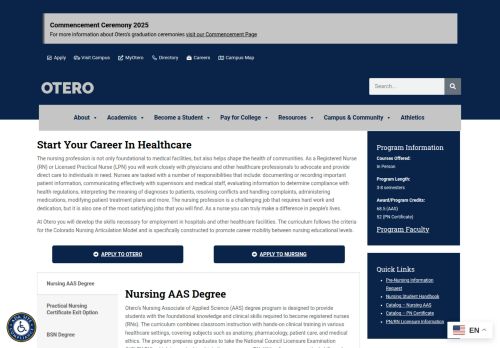 Commencement Ceremony 2025
For more information about Otero's graduation ceremonies visit our Commencement Page
Apply Visit Campus MyOtero Directory Careers Campus Map
OTERO
Search...
About Academics Become a Student Pay for College Resources Campus & Community Athletics
Start Your Career In Healthcare
The nursing profession is not only foundational to medical facilities, but also helps shape the health of communities. As a Registered Nurse
(RN) or Licensed Practical Nurse (LPN) you will work closely with physicians and other healthcare professionals to advocate and provide
direct care to individuals in need. Nurses are tasked with a number of responsibilities that include: documenting or recording important
patient information, communicating effectively with supervisors and medical staff, evaluating information to determine compliance with
health regulations, interpreting the meaning of diagnoses to patients, resolving conflicts and handling complaints, administering
medications, modifying patient treatment plans and more. The nursing profession is a challenging job that requires hard work and
dedication, but it is also one of the most satisfying jobs that you will find. As a nurse you can truly make a difference in people's lives.
At Otero you will develop the skills necessary for employment in hospitals and other healthcare facilities. The curriculum follows the criteria
for the Colorado Nursing Articulation Model and is specifically constructed to promote career mobility between nursing educational levels.
APPLY TO OTERO
APPLY TO NURSING
Nursing AAS Degree
Practical Nursing
Certificate Exit Option
BSN Degree
Nursing AAS Degree
Otero's Nursing Associate of Applied Science (AAS) degree program is designed to provide
students with the foundational knowledge and clinical skills required to become registered nurses
(RNs). The curriculum combines classroom instruction with hands-on clinical training in various
healthcare settings, covering subjects such as anatomy, pharmacology, patient care, and medical
ethics. The program prepares graduates to take the National Council Licensure Examination
Program Information
Courses Offered:
In Person
Program Length:
3-8 semesters
Award/Program Credits:
68.5 (AAS)
52 (PN Certificate)
Program Faculty
Quick Links
Pre-Nursing Information
Request
Nursing Student Handbook
Catalog – Nursing AAS
Catalog – PN Certificate
PN/RN Licensure Information
EN